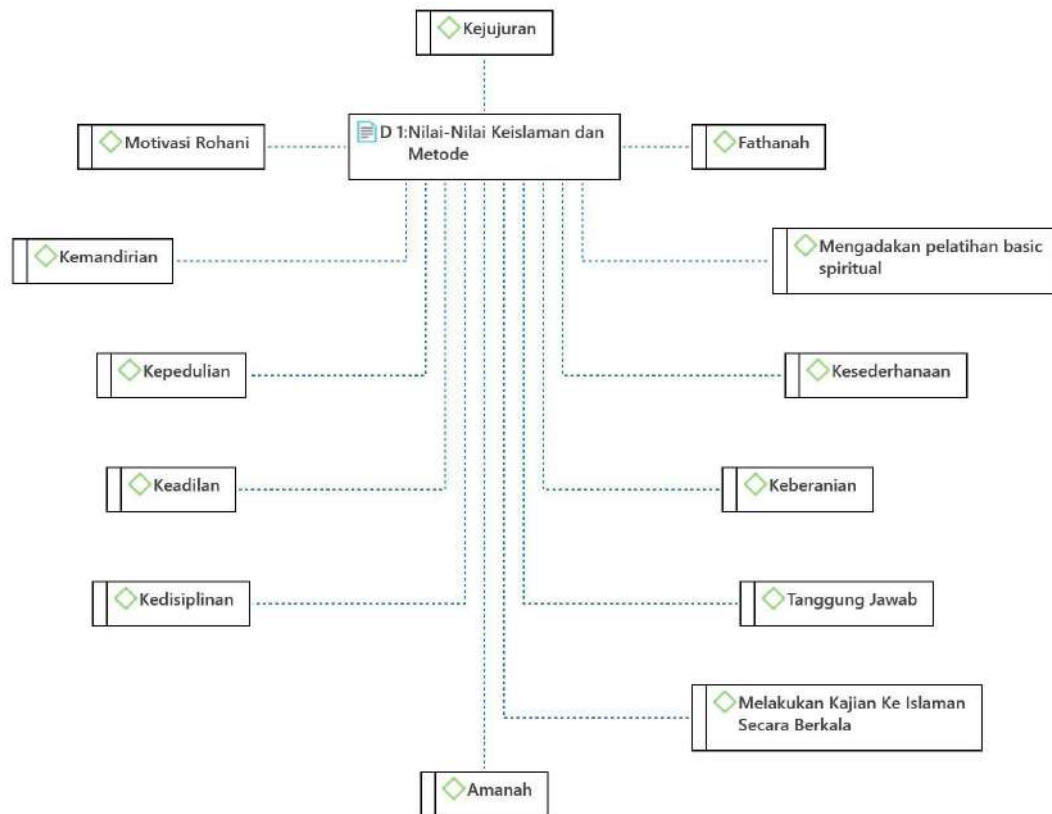 Kejujuran
D 1:Nilai-Nilai Keislaman dan
Metode
Motivasi Rohani
Fathanah
Kemandirian
Mengadakan pelatihan basic
spiritual
Kepedulian
Kesederhanaan
Keadilan
Keberanian
Kedisiplinan
Tanggung Jawab
Melakukan Kajian Ke Islaman
Secara Berkala
Amanah